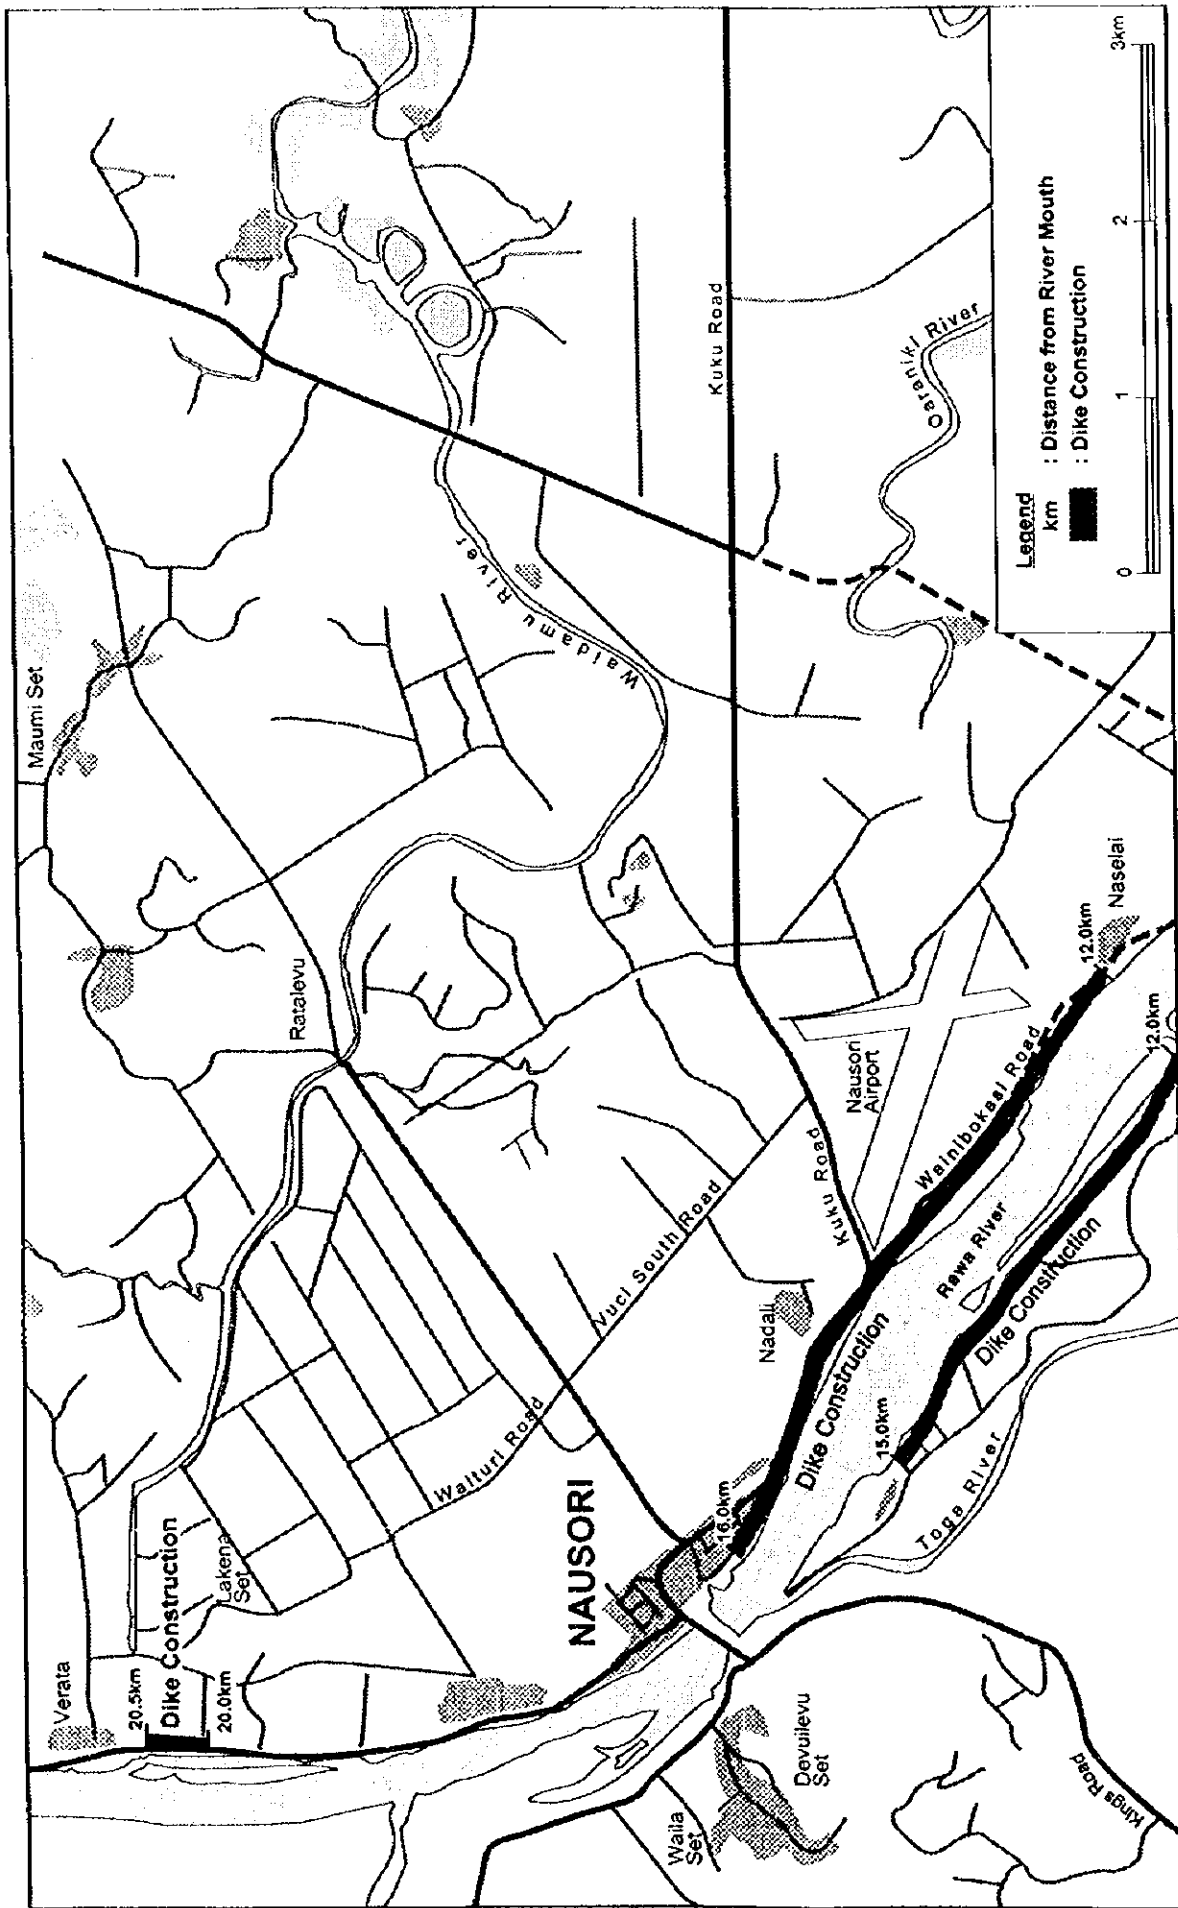 Verata
20.5km
Dike Construction
20.0km
Lakena
Set
Maumi Set
Ratalevu
Waituri Road
Vuci South Road
Waidamu River
NAUSORI
16.0km
Nadali
Kuku Road
Kuku Road
Nausori
Airport
Wainibokasi Road
Dike Construction
Rewa River
Dike Construction
15.0km
12.0km
Naselai
12.0km
Toga River
Waila
Set
Devuilevu
Set
Kings Road
Oaraniki River
Legend
km : Distance from River Mouth
: Dike Construction
0 1 2 3km